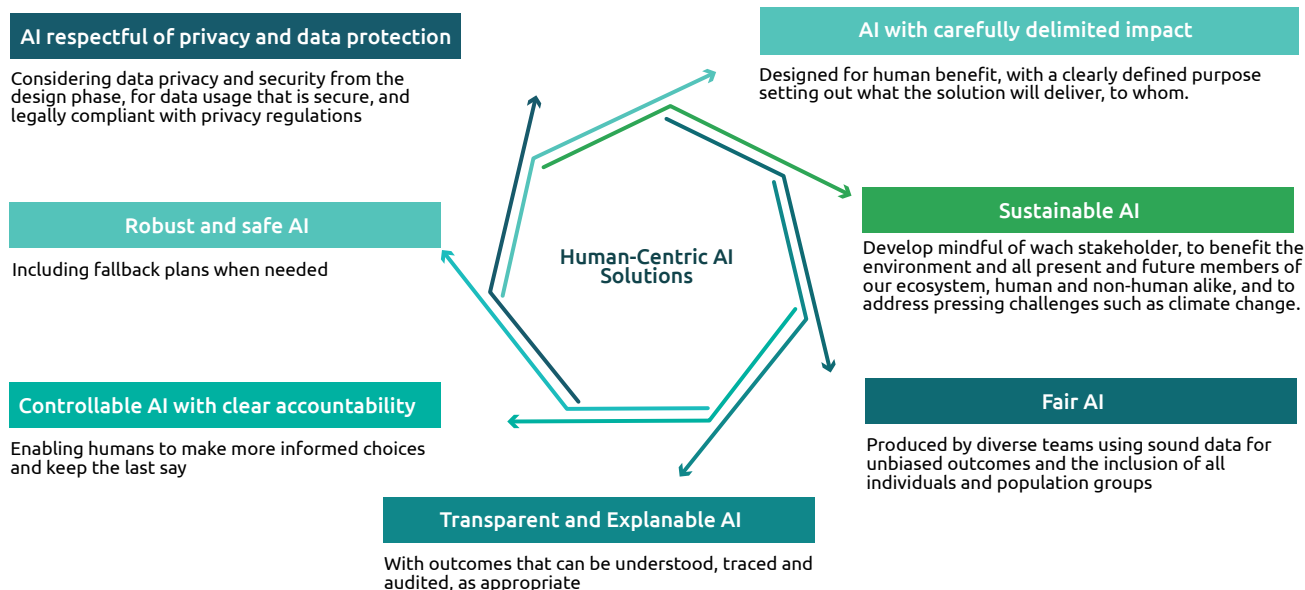 AI respectful of privacy and data protection
Considering data privacy and security from the
design phase, for data usage that is secure, and
legally compliant with privacy regulations
AI with carefully delimited impact
Designed for human benefit, with a clearly defined purpose
setting out what the solution will deliver, to whom.
Robust and safe AI
Including fallback plans when needed
Human-Centric AI
Solutions
Sustainable AI
Develop mindful of wach stakeholder, to benefit the
environment and all present and future members of
our ecosystem, human and non-human alike, and to
address pressing challenges such as climate change.
Controllable AI with clear accountability
Enabling humans to make more informed choices
and keep the last say
Fair AI
Produced by diverse teams using sound data for
unbiased outcomes and the inclusion of all
individuals and population groups
Transparent and Explanable AI
With outcomes that can be understood, traced and
audited, as appropriate